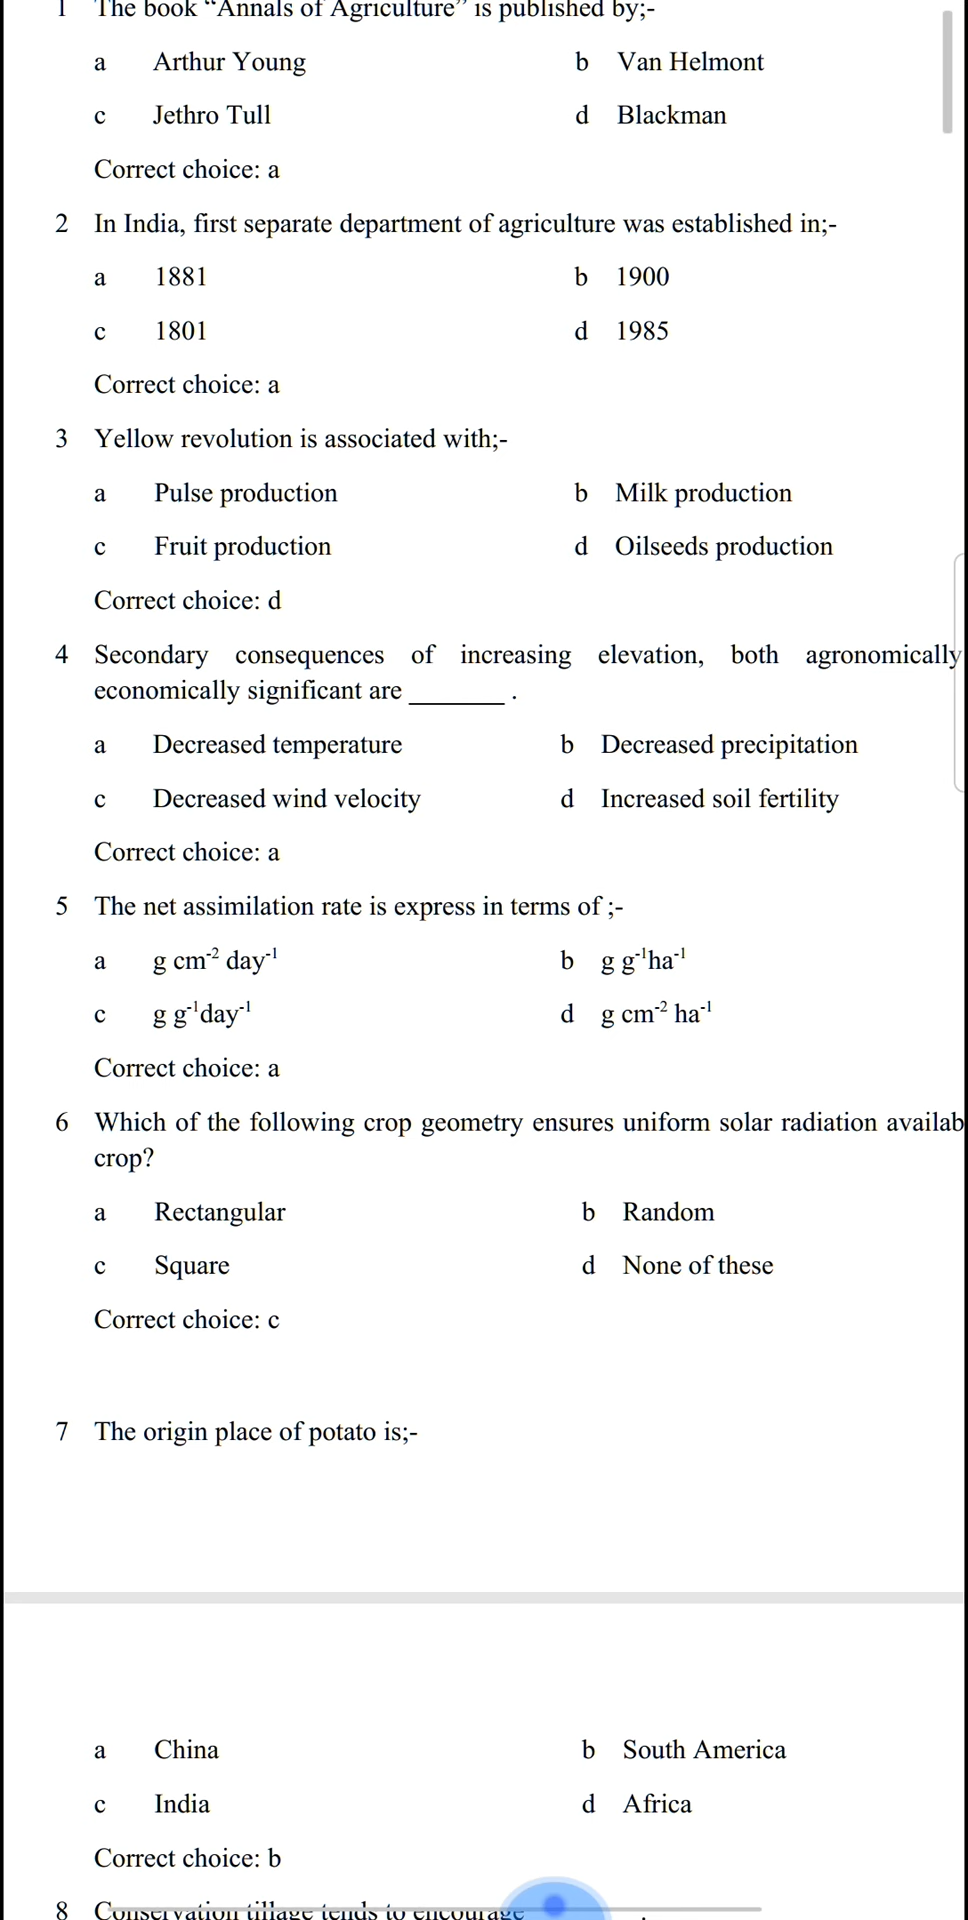 1 The book “Annals of Agriculture” is published by;-
a Arthur Young b Van Helmont
c Jethro Tull d Blackman
Correct choice: a
2 In India, first separate department of agriculture was established in;-
a 1881 b 1900
c 1801 d 1985
Correct choice: a
3 Yellow revolution is associated with;-
a Pulse production b Milk production
c Fruit production d Oilseeds production
Correct choice: d
4 Secondary consequences of increasing elevation, both agronomically
economically significant are _______ .
a Decreased temperature b Decreased precipitation
c Decreased wind velocity d Increased soil fertility
Correct choice: a
5 The net assimilation rate is express in terms of ;-
a g cm⁻² day⁻¹ b g g⁻¹ha⁻¹
c g g⁻¹day⁻¹ d g cm⁻² ha⁻¹
Correct choice: a
6 Which of the following crop geometry ensures uniform solar radiation availab
crop?
a Rectangular b Random
c Square d None of these
Correct choice: c
7 The origin place of potato is;-
a China b South America
c India d Africa
Correct choice: b
8 Conservation tillage tends to encourage .